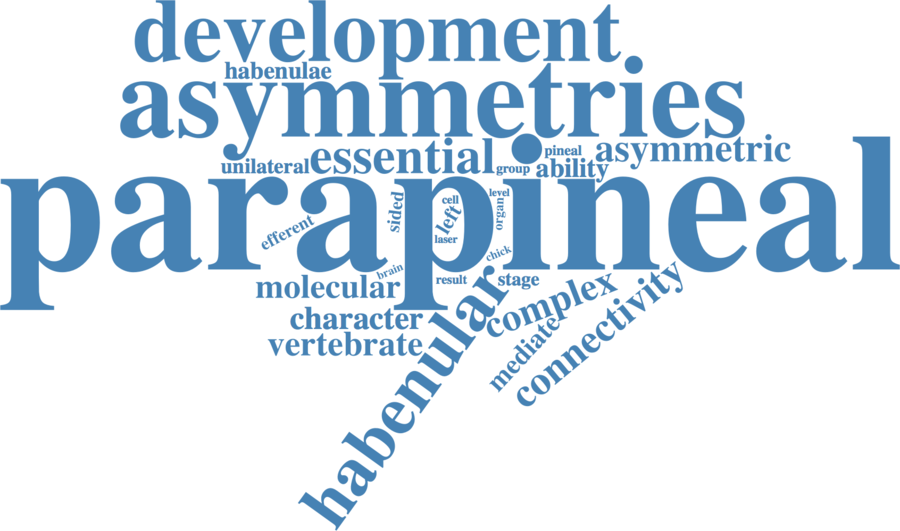 development
habenulae
asymmetries
unilateral
essential
group
pineal
ability
asymmetric
parapineal
efferent
sided
cell
left
laser
level
organ
chick
brain
result
stage
molecular
habenular
complex
connectivity
character
mediate
vertebrate